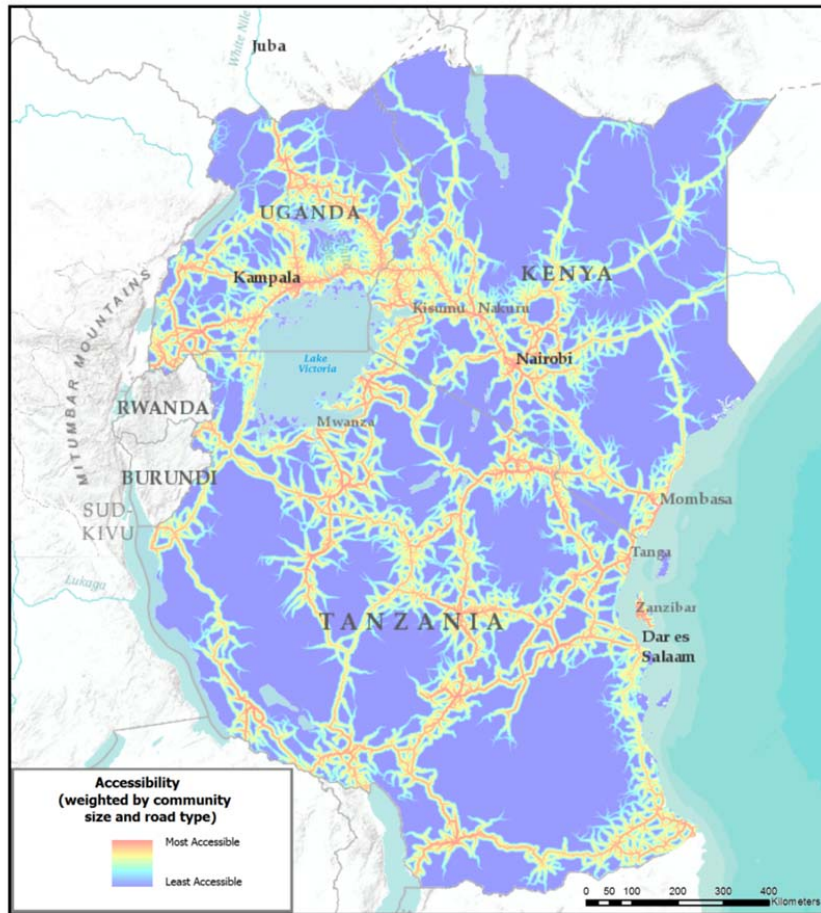 White Nile
Juba
UGANDA
Kampala
KENYA
Kisumu
Nakuru
Lake
Victoria
Nairobi
MITUMBAR MOUNTAINS
RWANDA
Mwanza
BURUNDI
SUD-
KIVU
Mombasa
Lukuga
Tanga
Zanzibar
TANZANIA
Dar es
Salaam
Accessibility
(weighted by community
size and road type)
Most Accessible
Least Accessible
0 50 100 200 300 400
Kilometers